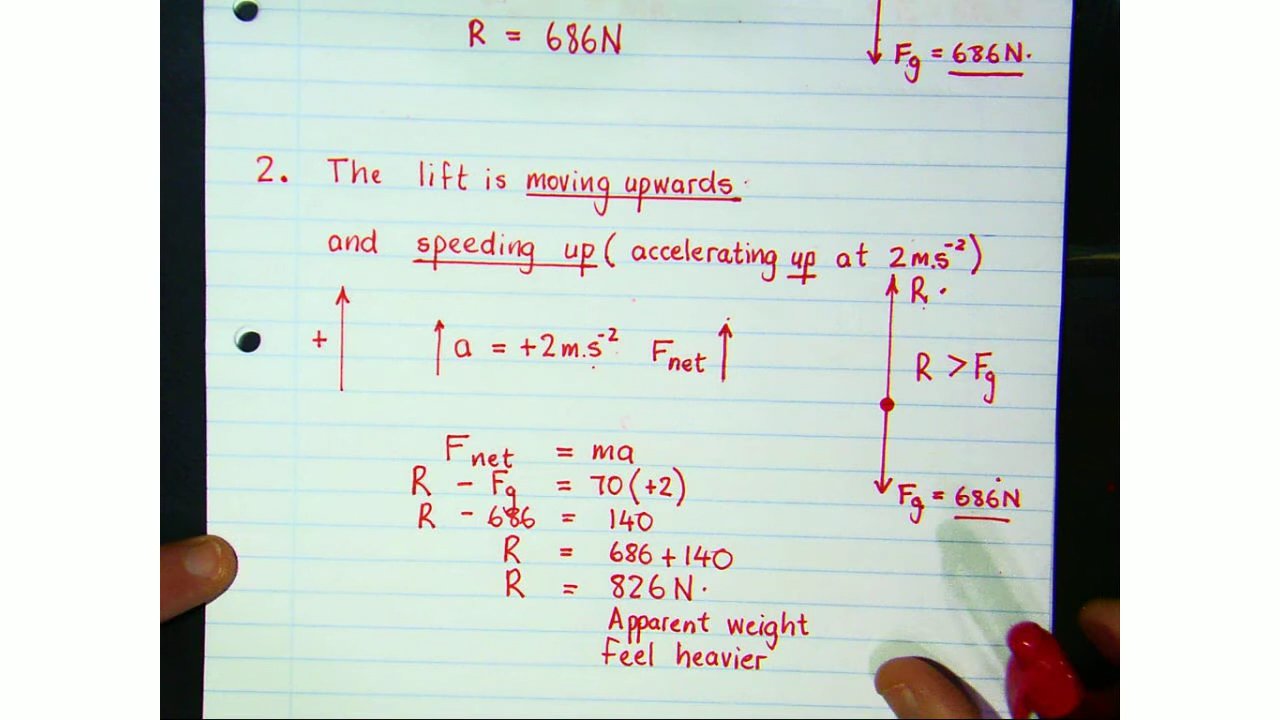 R = 686N
Fg = 686N.
2. The lift is moving upwards.
and speeding up (accelerating up at 2m.s⁻²)
R.
+
a = +2m.s⁻² Fnet
R > Fg
Fnet = ma
R - Fg = 70(+2)
Fg = 686N
R - 686 = 140
R = 686 + 140
R = 826N.
Apparent weight
Feel heavier